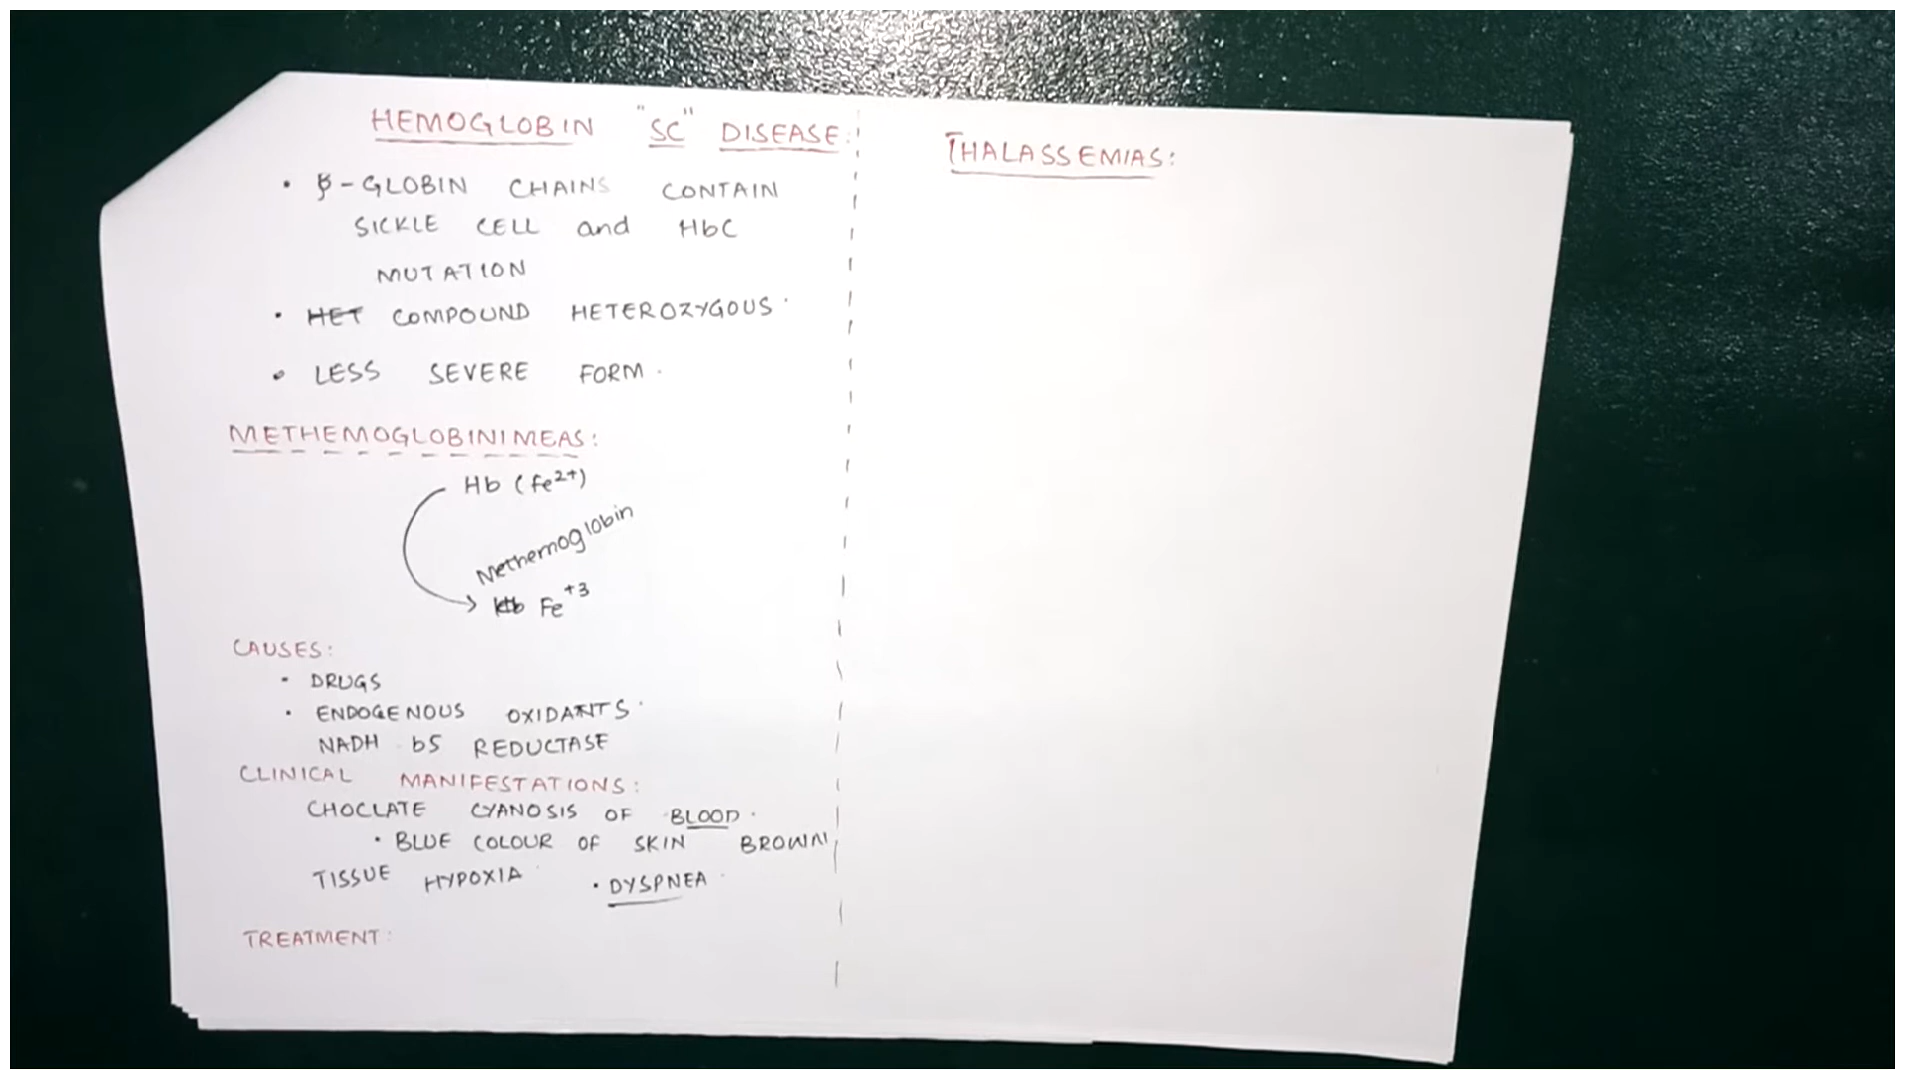 HEMOGLOBIN "SC" DISEASE:
• β-GLOBIN CHAINS CONTAIN
SICKLE CELL and HbC
MUTATION
• HET COMPOUND HETEROZYGOUS.
• LESS SEVERE FORM.
METHEMOGLOBINIMEAS:
Hb (Fe2+)
Methemoglobin
Hb Fe+3
CAUSES:
• DRUGS
• ENDOGENOUS OXIDANTS.
NADH b5 REDUCTASE
CLINICAL MANIFESTATIONS:
CHOCLATE CYANOSIS OF BLOOD.
• BLUE COLOUR OF SKIN BROWN
TISSUE HYPOXIA • DYSPNEA
TREATMENT:
THALASSEMIAS: